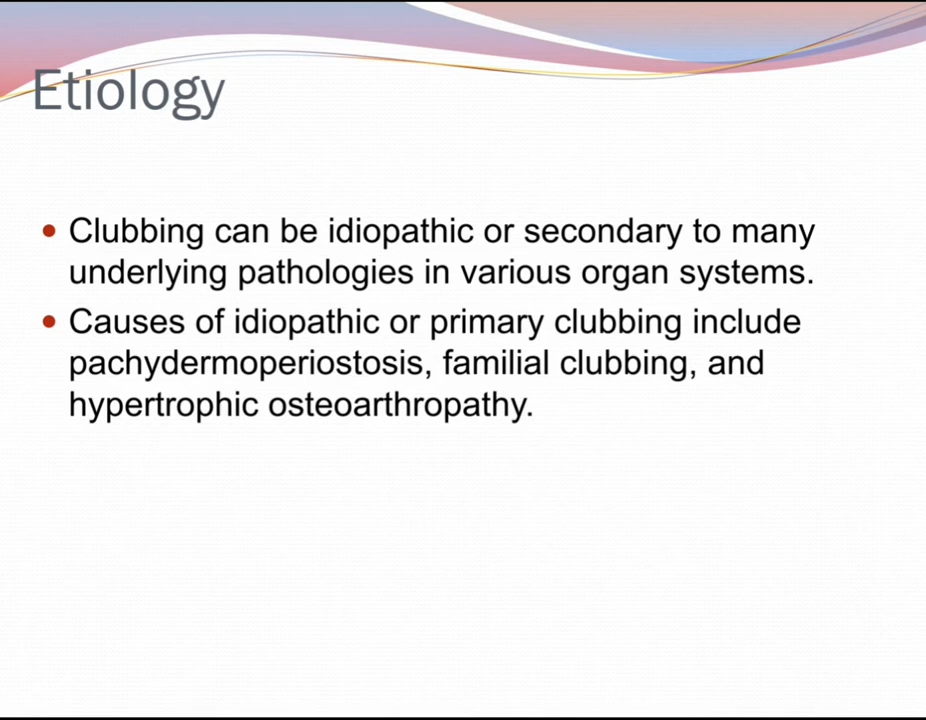 Etiology
• Clubbing can be idiopathic or secondary to many
underlying pathologies in various organ systems.
• Causes of idiopathic or primary clubbing include
pachydermoperiostosis, familial clubbing, and
hypertrophic osteoarthropathy.